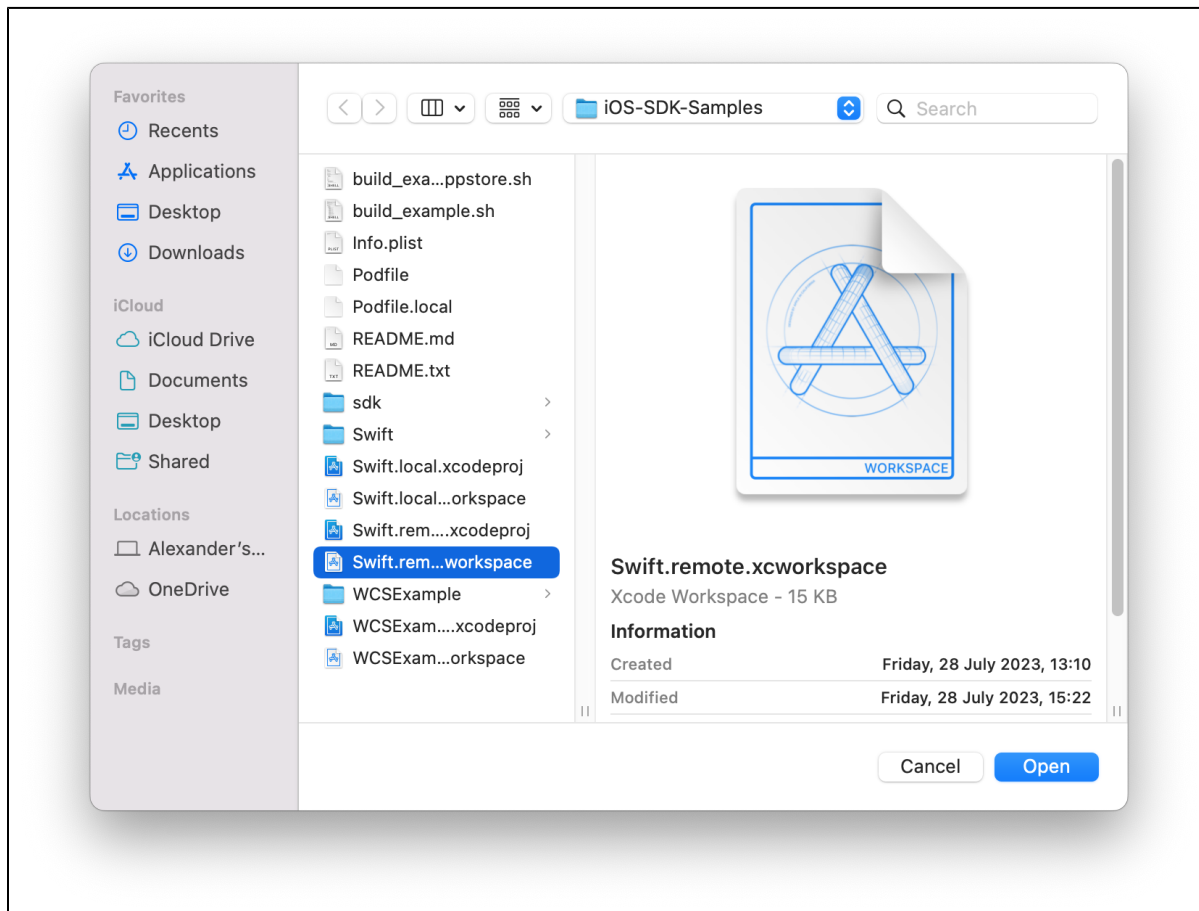 Favorites
Recents
Applications
Desktop
Downloads
iCloud
iCloud Drive
Documents
Desktop
Shared
Locations
Alexander's...
OneDrive
Tags
Media
iOS-SDK-Samples
Search
build_exa...ppstore.sh
build_example.sh
Info.plist
Podfile
Podfile.local
README.md
README.txt
sdk
Swift
Swift.local.xcodeproj
Swift.local...orkspace
Swift.rem....xcodeproj
Swift.rem...workspace
WCSExample
WCSExam....xcodeproj
WCSExam...orkspace
WORKSPACE
Swift.remote.xcworkspace
Xcode Workspace - 15 KB
Information
Created Friday, 28 July 2023, 13:10
Modified Friday, 28 July 2023, 15:22
Cancel Open